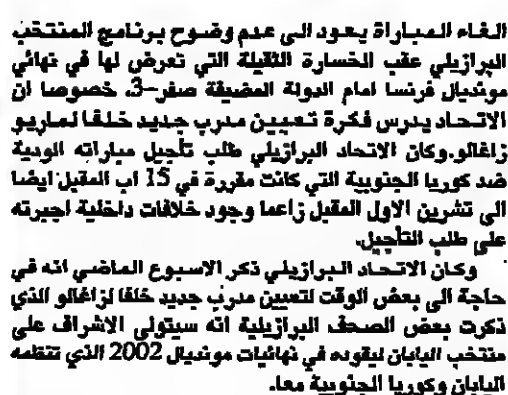 الغاء المباراة يعود الى عدم وضوح برنامج المنتخب
البرازيلي عقب الخسارة الثقيلة التي تعرض لها في نهائي
مونديال فرنسا امام الدولة المضيفة صفر-3، خصوصا ان
الاتحاد يدرس فكرة تعيين مدرب جديد خلفا لماريو
زاغالو.وكان الاتحاد البرازيلي طلب تأجيل مباراته الودية
ضد كوريا الجنوبية التي كانت مقررة في 15 اب المقبل ايضا
الى تشرين الاول المقبل زاعما وجود خلافات داخلية اجبرته
على طلب التأجيل.
وكان الاتحاد البرازيلي ذكر الاسبوع الماضي انه في
حاجة الى بعض الوقت لتعيين مدرب جديد خلفا لزاغالو الذي
ذكرت بعض الصحف البرازيلية انه سيتولى الاشراف على
منتخب اليابان ليقوده في نهائيات مونديال 2002 الذي تنظمه
اليابان وكوريا الجنوبية معا.